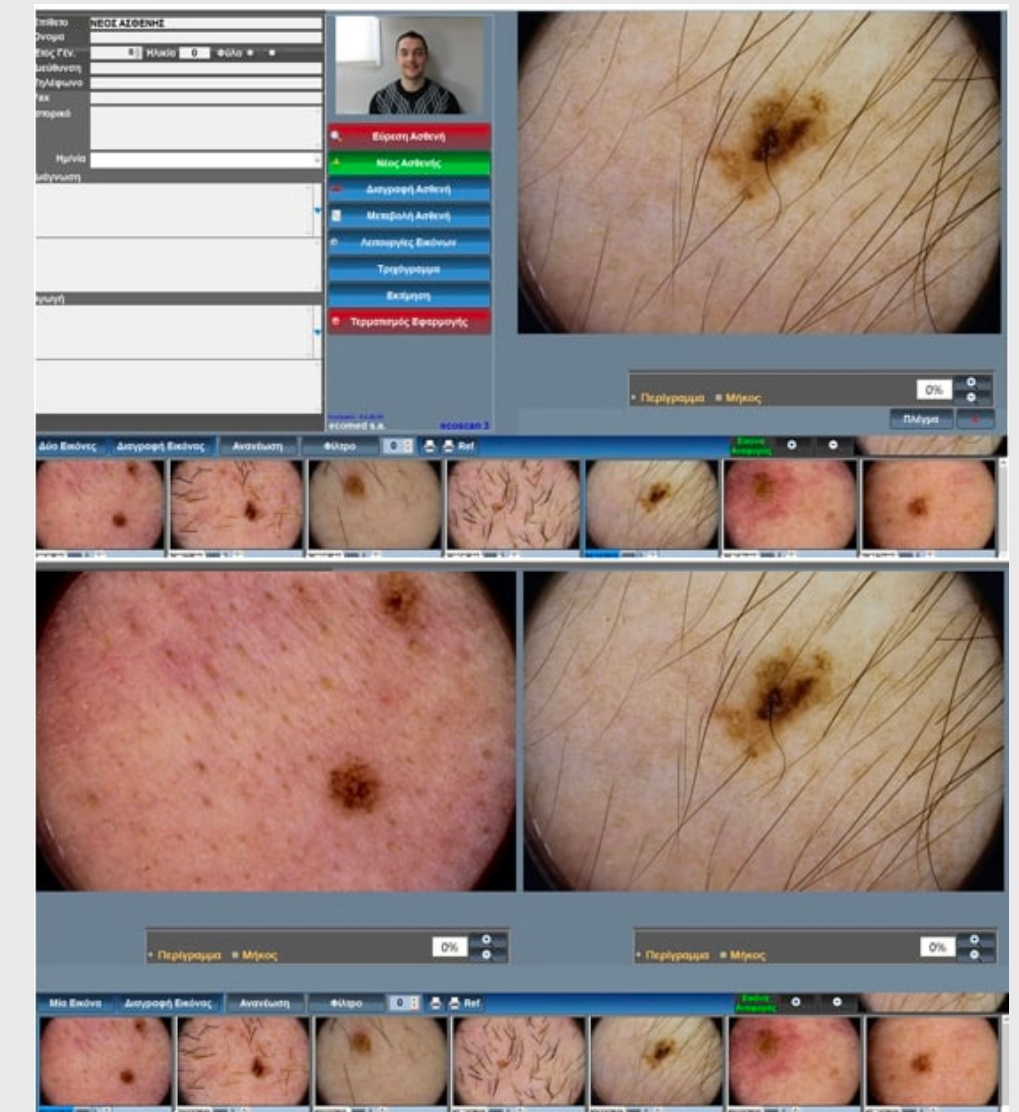 Επίθετο ΝΕΟΣ ΑΣΘΕΝΗΣ
Όνομα
Έτος Γέν. 0 Ηλικία 0 Φύλο
Διεύθυνση
Τηλέφωνο
Fax
Ιστορικό
Ημ/νία
Διάγνωση
Αγωγή
Εύρεση Ασθενή
Νέος Ασθενής
Διαγραφή Ασθενή
Μεταβολή Ασθενή
Λειτουργίες Εικόνων
Τριχόγραμμα
Εκτίμηση
Τερματισμός Εφαρμογής
ecomed s.a. ecoscan 3
Περίγραμμα Μήκος 0%
Πλέγμα
Δύο Εικόνες Διαγραφή Εικόνας Ανανέωση Φίλτρο 0 Ref Εικόνα Αναφοράς
Περίγραμμα Μήκος 0% Περίγραμμα Μήκος 0%
Μία Εικόνα Διαγραφή Εικόνας Ανανέωση Φίλτρο 0 Ref Εικόνα Αναφοράς